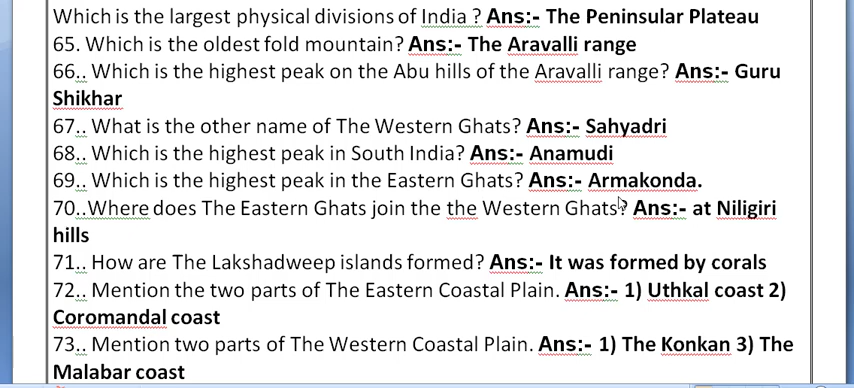 Which is the largest physical divisions of India ? Ans:- The Peninsular Plateau
65. Which is the oldest fold mountain? Ans:- The Aravalli range
66.. Which is the highest peak on the Abu hills of the Aravalli range? Ans:- Guru
Shikhar
67.. What is the other name of The Western Ghats? Ans:- Sahyadri
68.. Which is the highest peak in South India? Ans:- Anamudi
69.. Which is the highest peak in the Eastern Ghats? Ans:- Armakonda.
70..Where does The Eastern Ghats join the the Western Ghats? Ans:- at Niligiri
hills
71.. How are The Lakshadweep islands formed? Ans:- It was formed by corals
72.. Mention the two parts of The Eastern Coastal Plain. Ans:- 1) Uthkal coast 2)
Coromandal coast
73.. Mention two parts of The Western Coastal Plain. Ans:- 1) The Konkan 3) The
Malabar coast